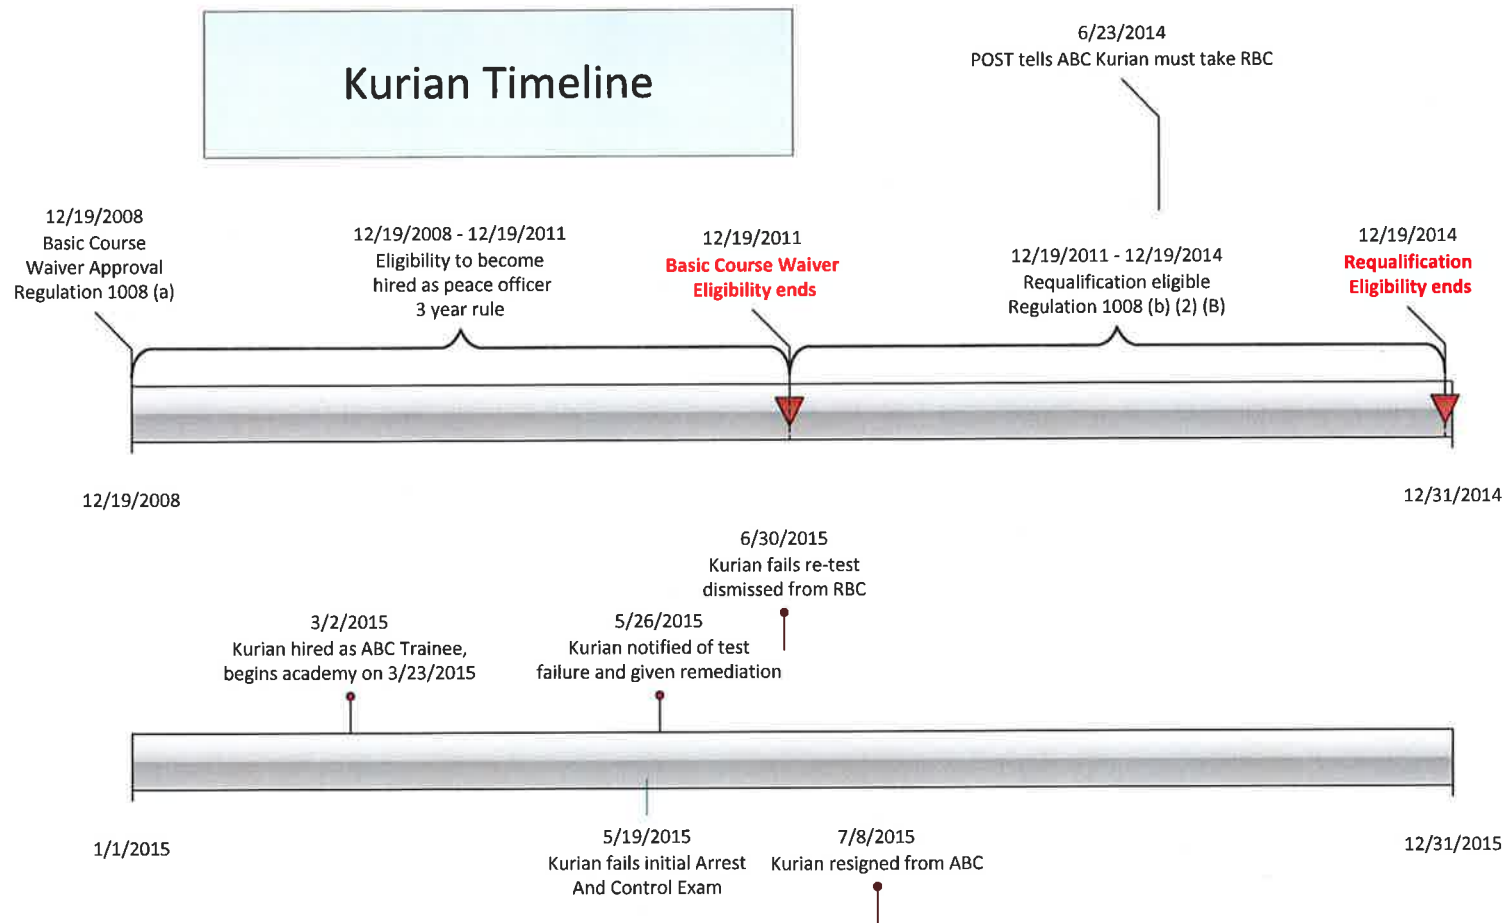 Kurian Timeline
6/23/2014
POST tells ABC Kurian must take RBC
12/19/2008
Basic Course
Waiver Approval
Regulation 1008 (a)
12/19/2008 - 12/19/2011
Eligibility to become
hired as peace officer
3 year rule
12/19/2011
Basic Course Waiver
Eligibility ends
12/19/2011 - 12/19/2014
Requalification eligible
Regulation 1008 (b) (2) (B)
12/19/2014
Requalification
Eligibility ends
12/19/2008
12/31/2014
6/30/2015
Kurian fails re-test
dismissed from RBC
3/2/2015
Kurian hired as ABC Trainee,
begins academy on 3/23/2015
5/26/2015
Kurian notified of test
failure and given remediation
1/1/2015
12/31/2015
5/19/2015
Kurian fails initial Arrest
And Control Exam
7/8/2015
Kurian resigned from ABC